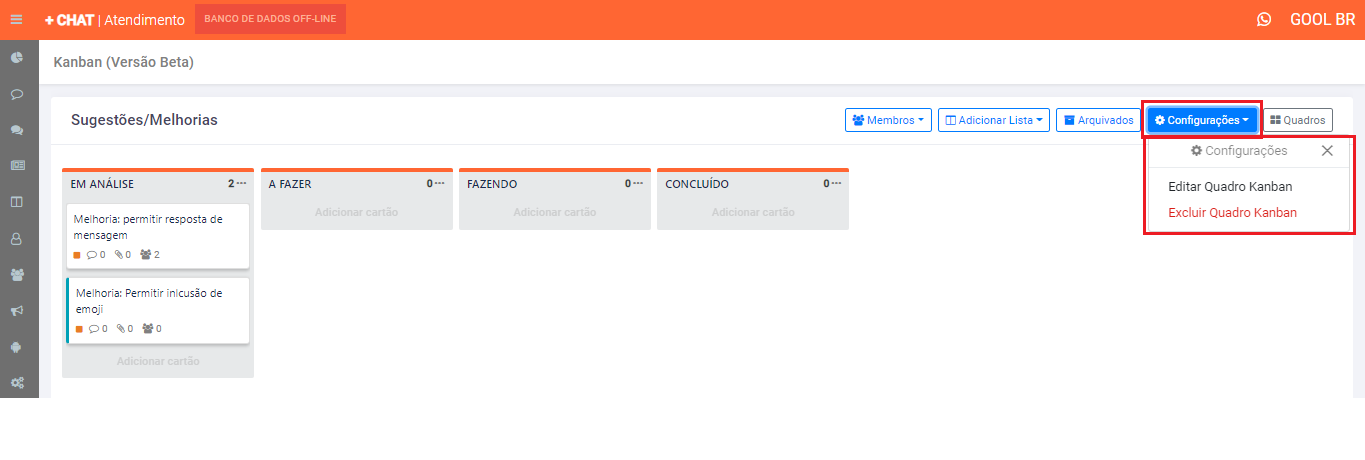 + CHAT | Atendimento
BANCO DE DADOS OFF-LINE
GOOL BR
Kanban (Versão Beta)
Sugestões/Melhorias
Membros
Adicionar Lista
Arquivados
Configurações
Quadros
Configurações
Editar Quadro Kanban
Excluir Quadro Kanban
EM ANÁLISE 2
Melhoria: permitir resposta de
mensagem
0 0 2
Melhoria: Permitir inicusão de
emoji
0 0 0
Adicionar cartão
A FAZER 0
Adicionar cartão
FAZENDO 0
Adicionar cartão
CONCLUÍDO 0
Adicionar cartão